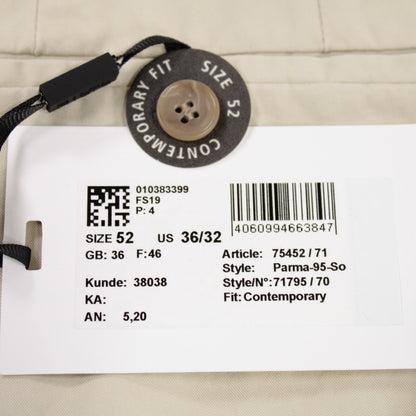 CONTEMPORARY FIT SIZE 52
010383399
FS19
P: 4
4060994663847
SIZE 52 US 36/32
GB: 36 F: 46
Article: 75452 / 71
Style: Parma-95-So
Kunde: 38038
Style/N°: 71795 / 70
KA:
Fit: Contemporary
AN: 5,20